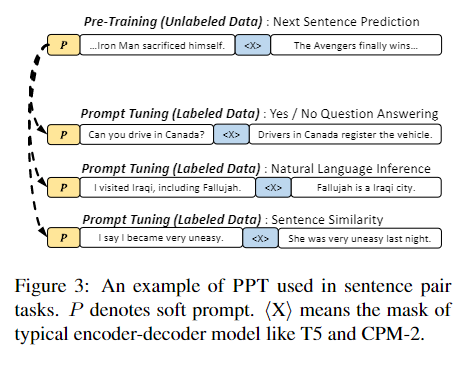 Pre-Training (Unlabeled Data) : Next Sentence Prediction
P ...Iron Man sacrificed himself. <X> The Avengers finally wins...
Prompt Tuning (Labeled Data) : Yes / No Question Answering
P Can you drive in Canada? <X> Drivers in Canada register the vehicle.
Prompt Tuning (Labeled Data) : Natural Language Inference
P I visited Iraqi, including Fallujah. <X> Fallujah is a Iraqi city.
Prompt Tuning (Labeled Data) : Sentence Similarity
P I say I became very uneasy. <X> She was very uneasy last night.
Figure 3: An example of PPT used in sentence pair
tasks. P denotes soft prompt. ⟨X⟩ means the mask of
typical encoder-decoder model like T5 and CPM-2.